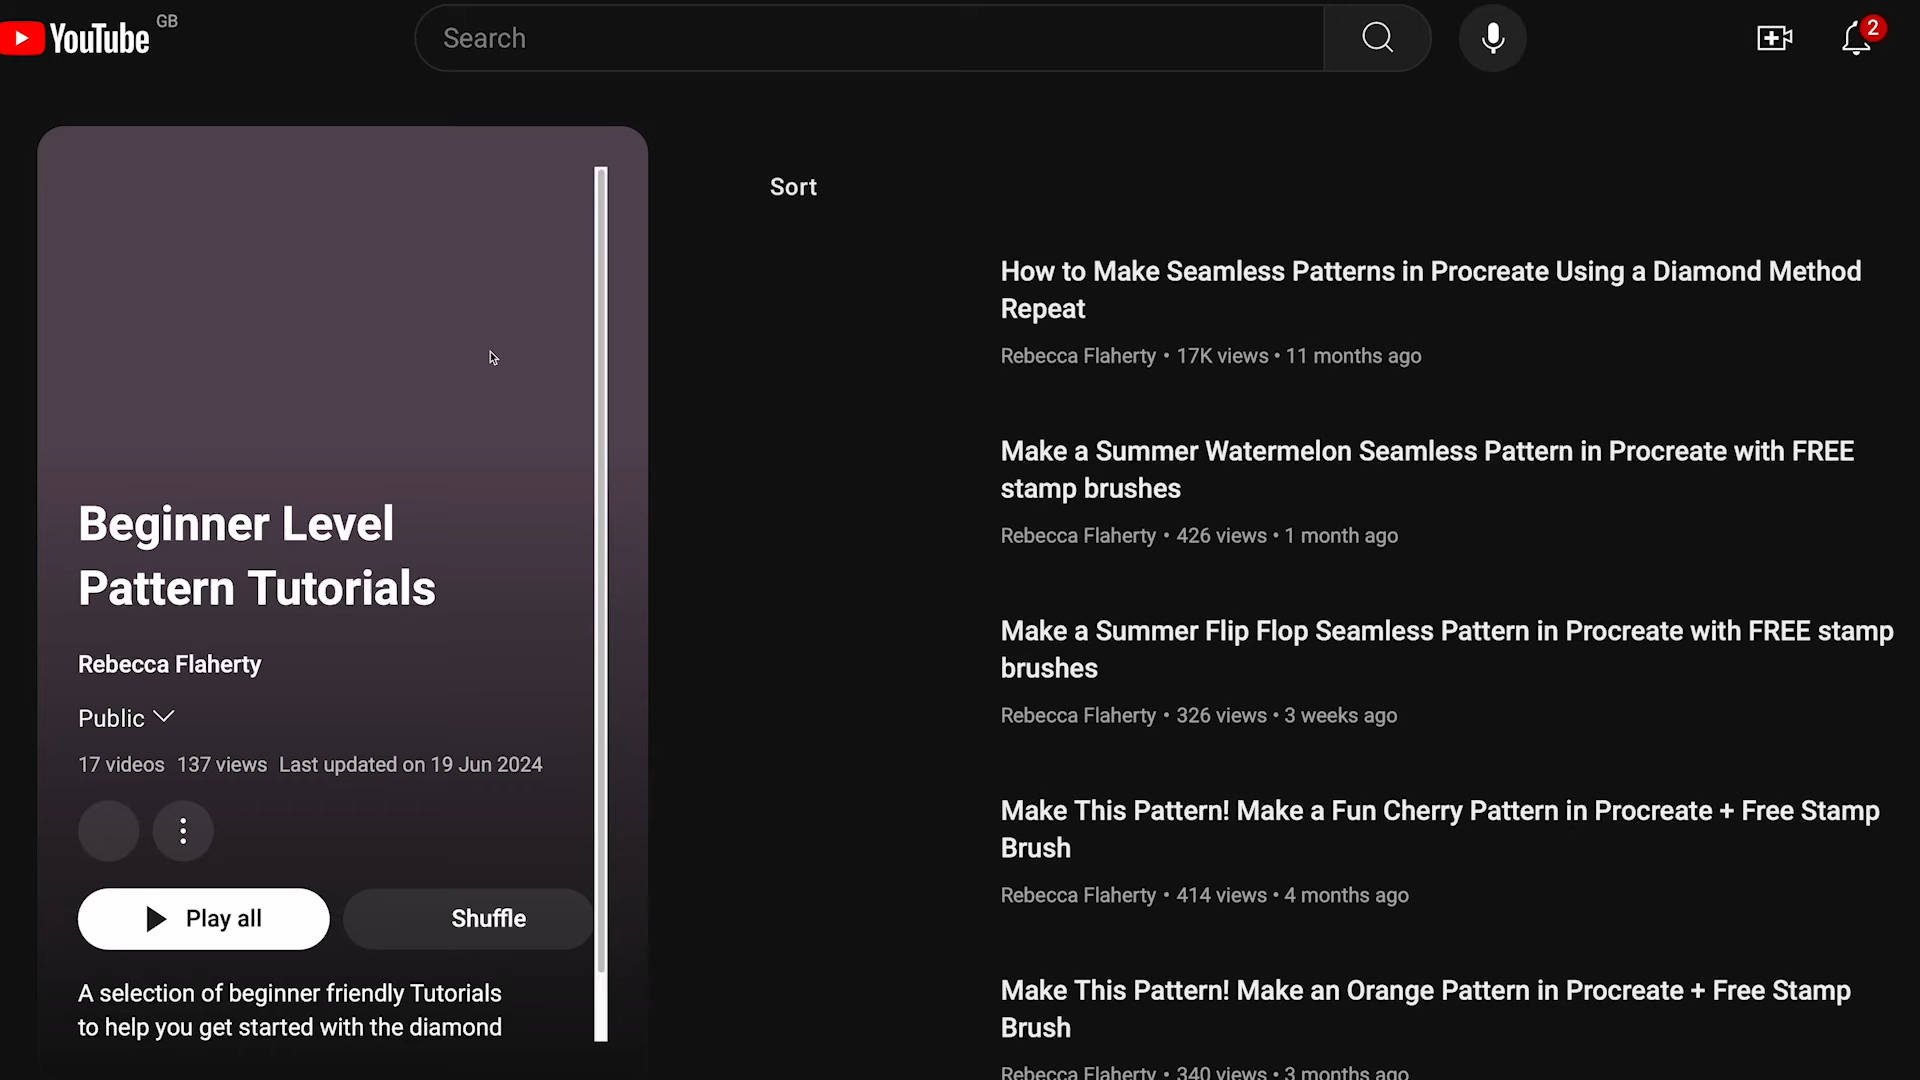 YouTube GB
Search
2
Sort
Beginner Level
Pattern Tutorials
Rebecca Flaherty
Public
17 videos 137 views Last updated on 19 Jun 2024
Play all
Shuffle
A selection of beginner friendly Tutorials
to help you get started with the diamond
How to Make Seamless Patterns in Procreate Using a Diamond Method
Repeat
Rebecca Flaherty • 17K views • 11 months ago
Make a Summer Watermelon Seamless Pattern in Procreate with FREE
stamp brushes
Rebecca Flaherty • 426 views • 1 month ago
Make a Summer Flip Flop Seamless Pattern in Procreate with FREE stamp
brushes
Rebecca Flaherty • 326 views • 3 weeks ago
Make This Pattern! Make a Fun Cherry Pattern in Procreate + Free Stamp
Brush
Rebecca Flaherty • 414 views • 4 months ago
Make This Pattern! Make an Orange Pattern in Procreate + Free Stamp
Brush
Rebecca Flaherty • 340 views • 3 months ago